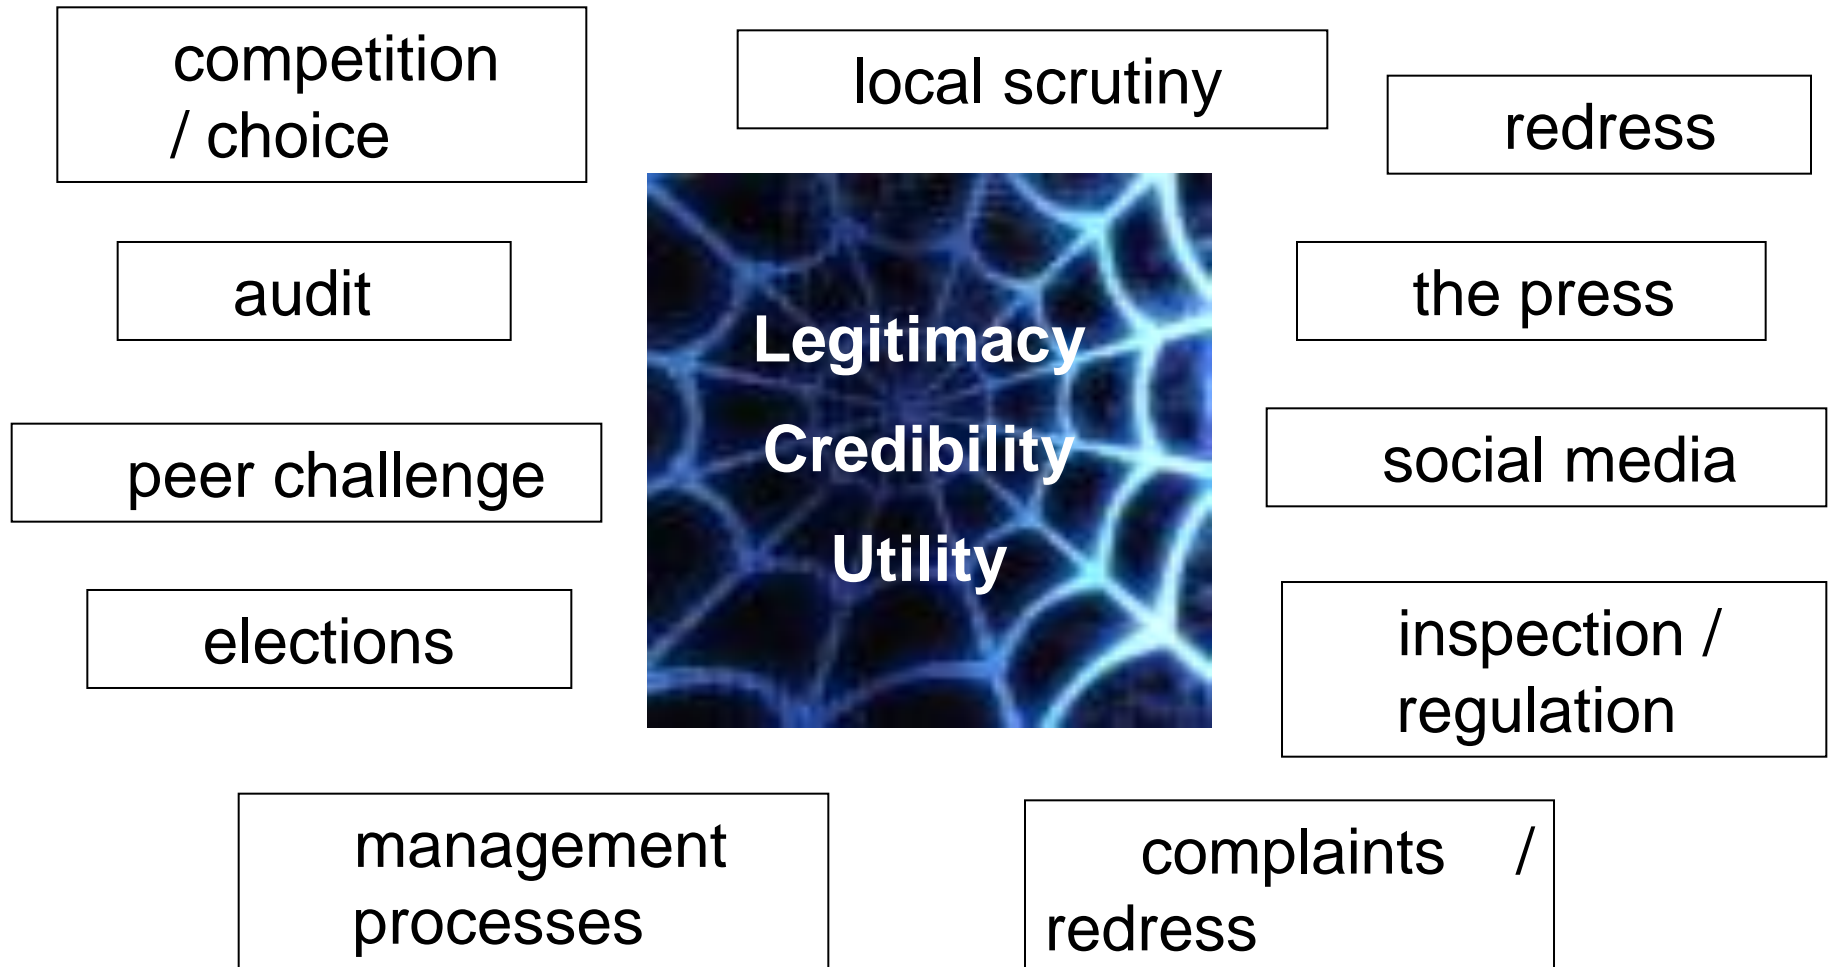 competition
/ choice
local scrutiny
redress
audit
the press
Legitimacy
Credibility
Utility
peer challenge
social media
elections
inspection /
regulation
management
processes
complaints /
redress